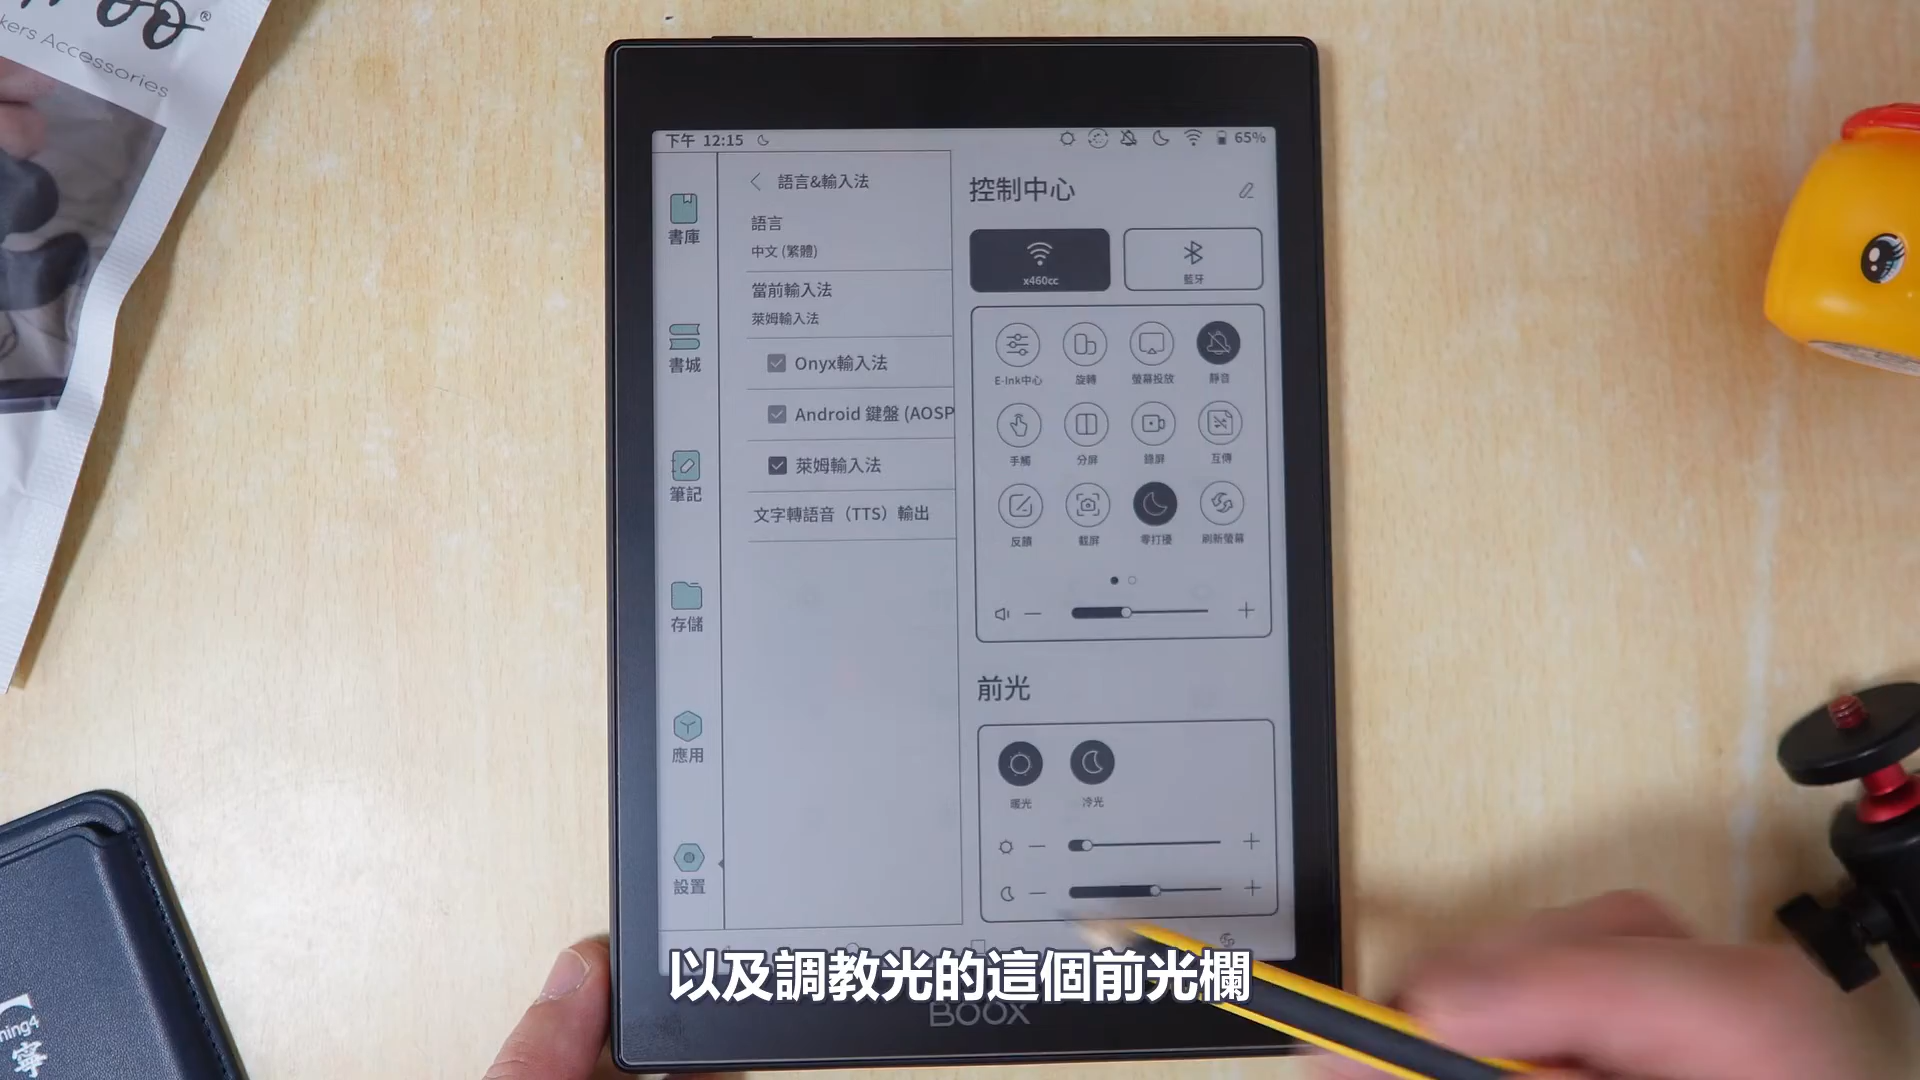 kers Accessories
®
下午 12:15
65%
書庫
書城
筆記
存儲
應用
設置
語言&輸入法
語言
中文 (繁體)
當前輸入法
萊姆輸入法
Onyx輸入法
Android 鍵盤 (AOSP
萊姆輸入法
文字轉語音（TTS）輸出
控制中心
x460cc
藍牙
E-Ink中心
旋轉
螢幕投放
靜音
手觸
分屏
錄屏
互傳
反饋
截屏
零打擾
刷新螢幕
前光
暖光
冷光
以及調教光的這個前光欄
BOOX
ning4
寧